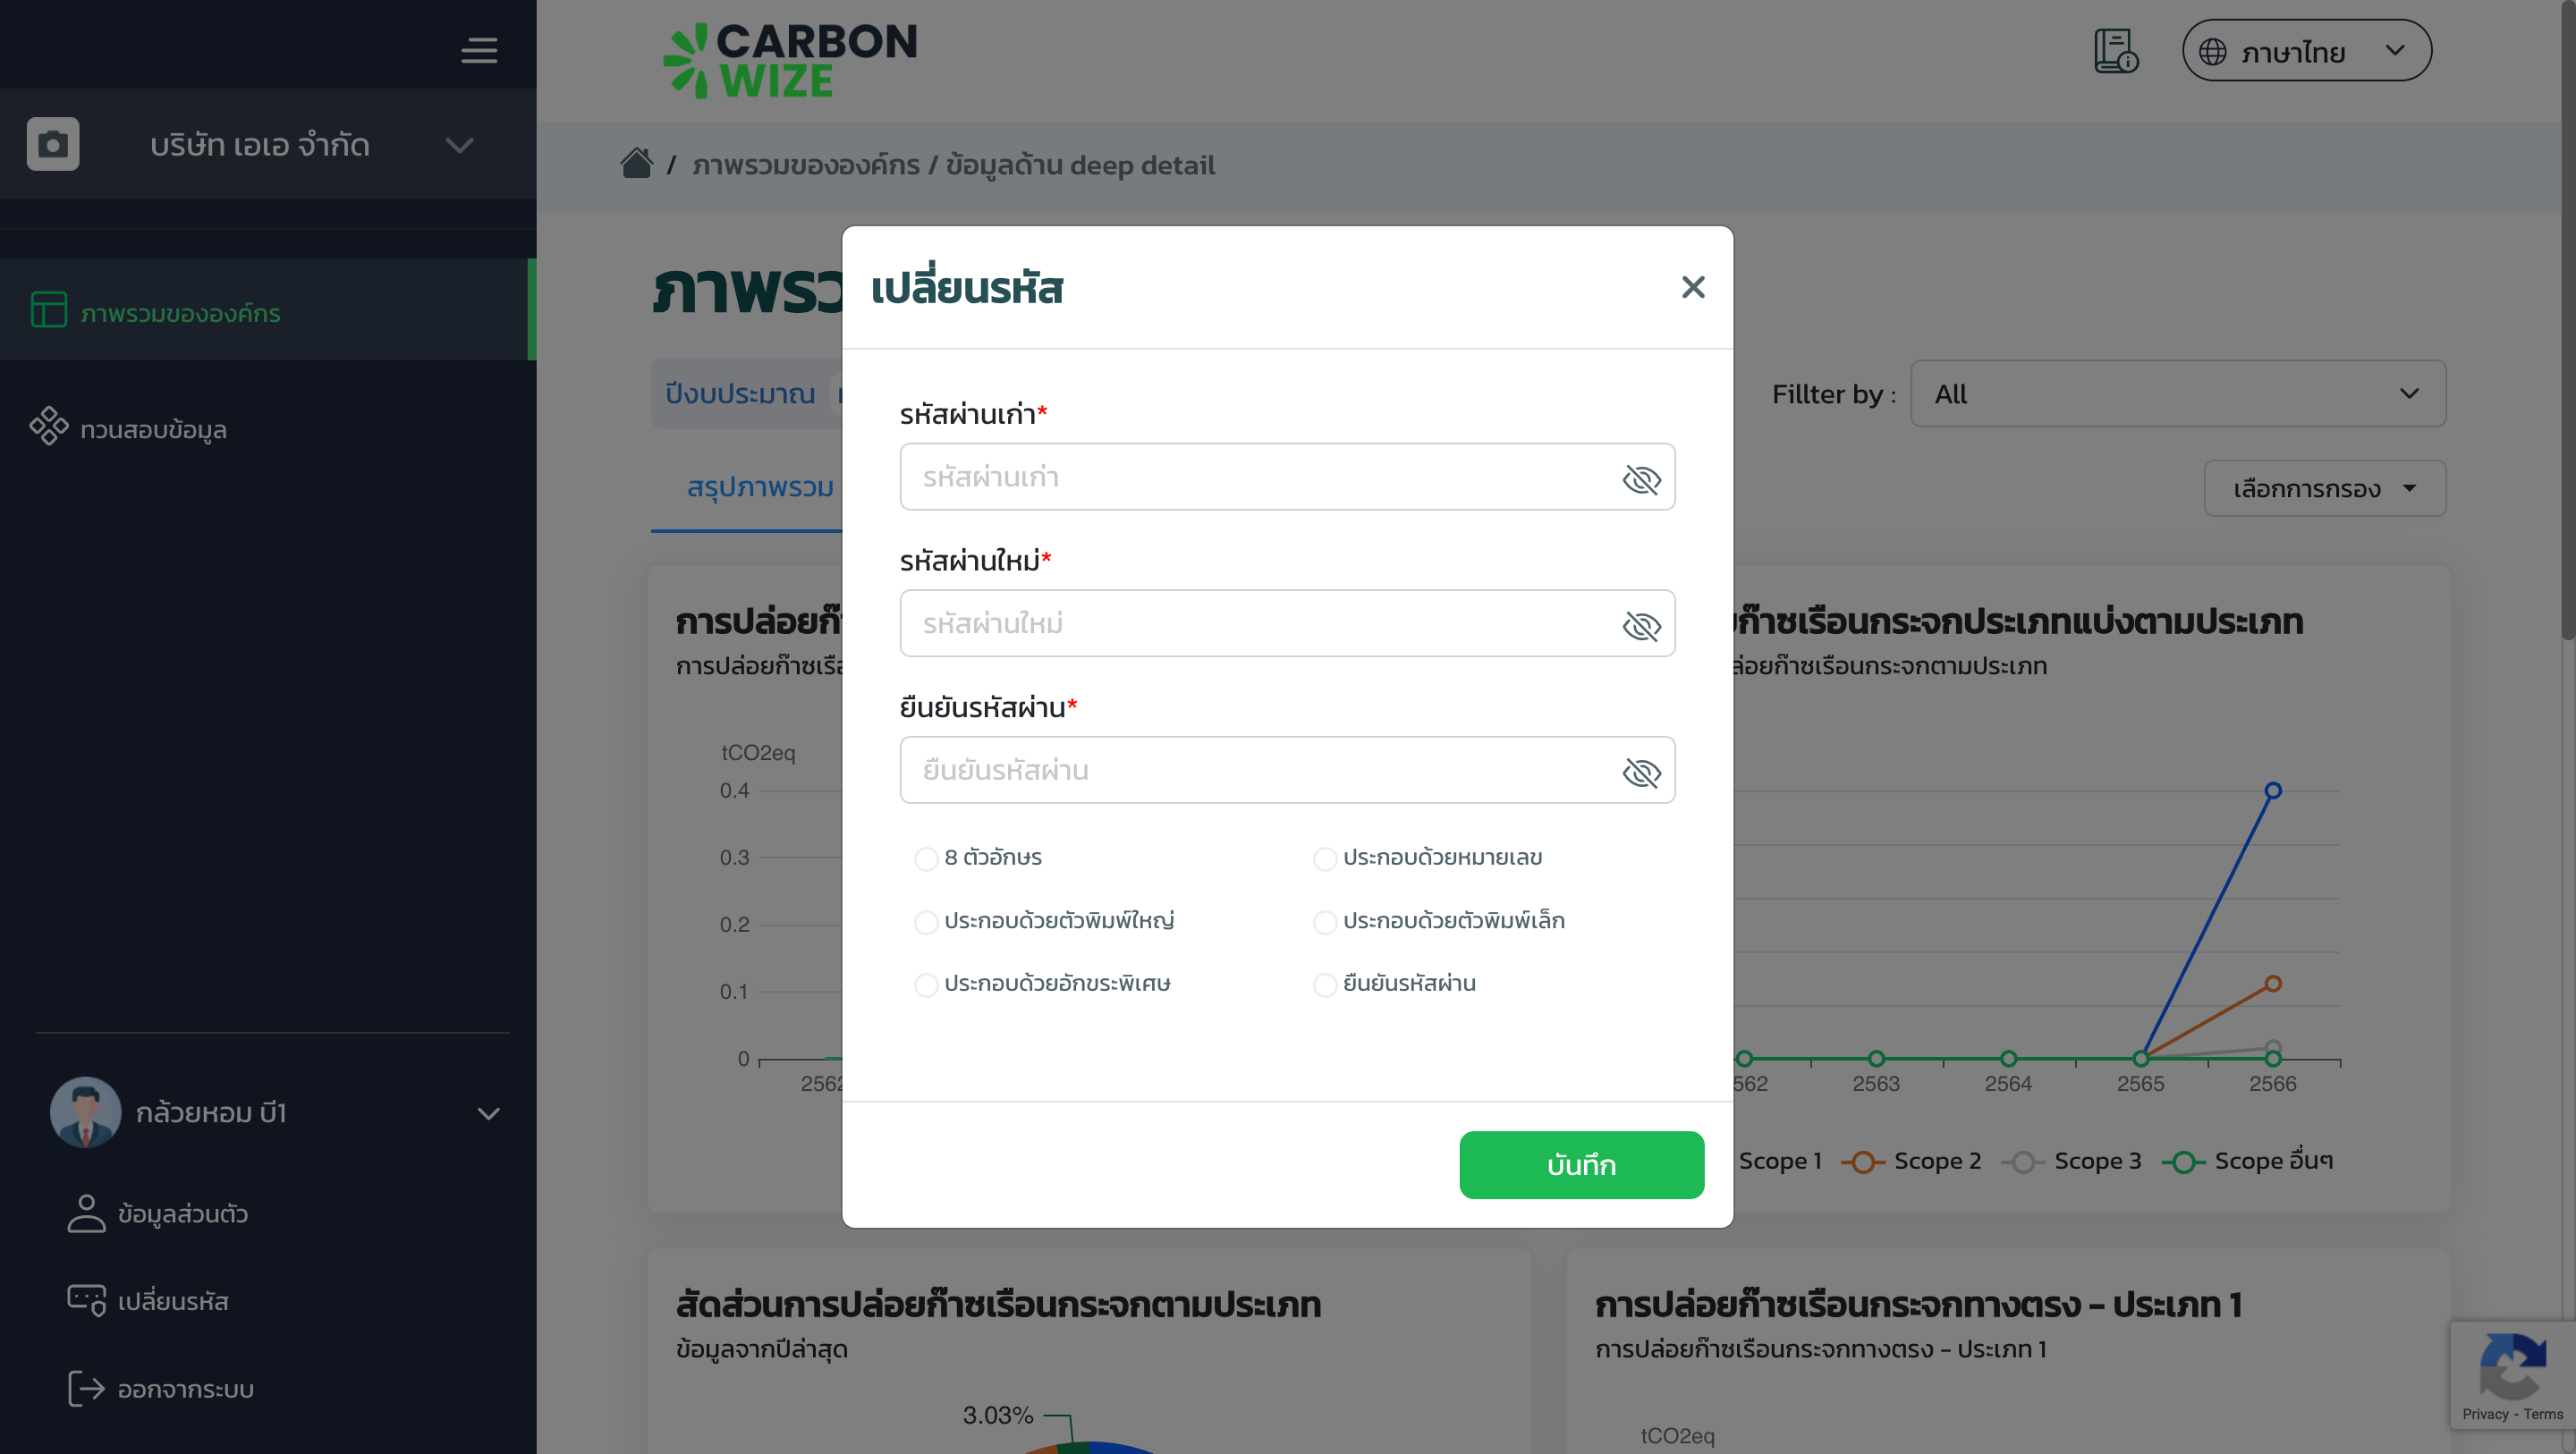 CARBON
WIZE
ภาษาไทย
บริษัท เอเอ จำกัด
/ ภาพรวมขององค์กร / ข้อมูลด้าน deep detail
ภาพรวมขององค์กร
ทวนสอบข้อมูล
กล้วยหอม บี1
ข้อมูลส่วนตัว
เปลี่ยนรหัส
ออกจากระบบ
ภาพรว
ปีงบประมาณ
Fillter by :
All
สรุปภาพรวม
เลือกการกรอง
เปลี่ยนรหัส
รหัสผ่านเก่า*
รหัสผ่านเก่า
รหัสผ่านใหม่*
รหัสผ่านใหม่
ยืนยันรหัสผ่าน*
ยืนยันรหัสผ่าน
8 ตัวอักษร
ประกอบด้วยหมายเลข
ประกอบด้วยตัวพิมพ์ใหญ่
ประกอบด้วยตัวพิมพ์เล็ก
ประกอบด้วยอักขระพิเศษ
ยืนยันรหัสผ่าน
บันทึก
การปล่อยก๊
การปล่อยก๊าซเรือ
tCO2eq
0.4
0.3
0.2
0.1
0
2562
ก๊าซเรือนกระจกประเภทแบ่งตามประเภท
ล่อยก๊าซเรือนกระจกตามประเภท
562
2563
2564
2565
2566
Scope 1
Scope 2
Scope 3
Scope อื่นๆ
สัดส่วนการปล่อยก๊าซเรือนกระจกตามประเภท
ข้อมูลจากปีล่าสุด
3.03%
การปล่อยก๊าซเรือนกระจกทางตรง - ประเภท 1
การปล่อยก๊าซเรือนกระจกทางตรง - ประเภท 1
tCO2eq
Privacy - Terms